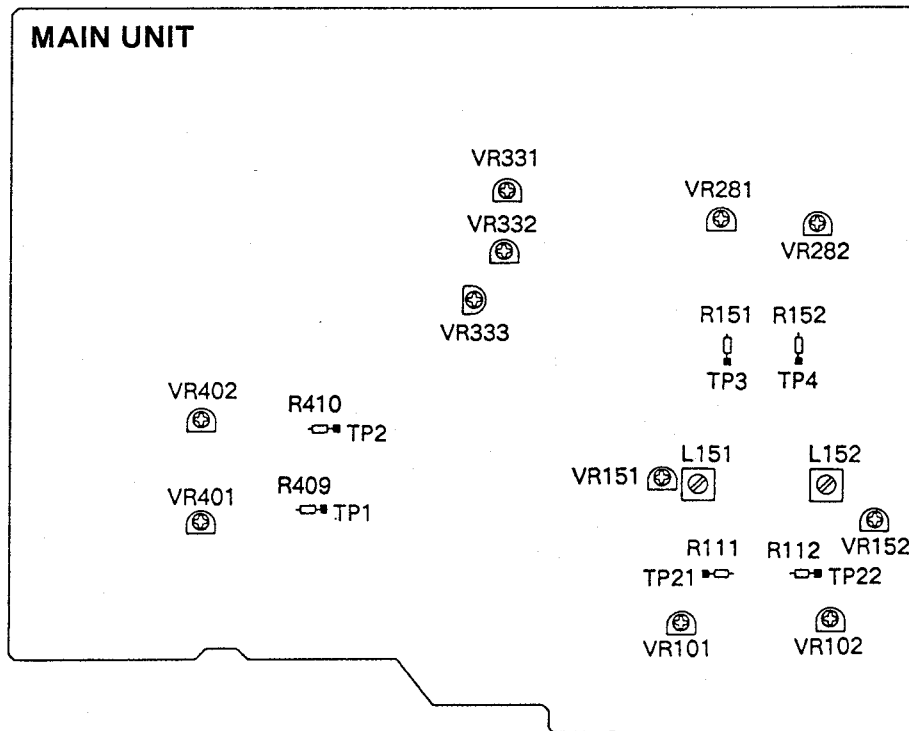 MAIN UNIT
VR331
VR281
VR332
VR282
VR333
R151 R152
TP3 TP4
VR402
R410
TP2
L151 L152
VR151
R409
VR401
TP1
VR152
R111 R112
TP21 TP22
VR101 VR102